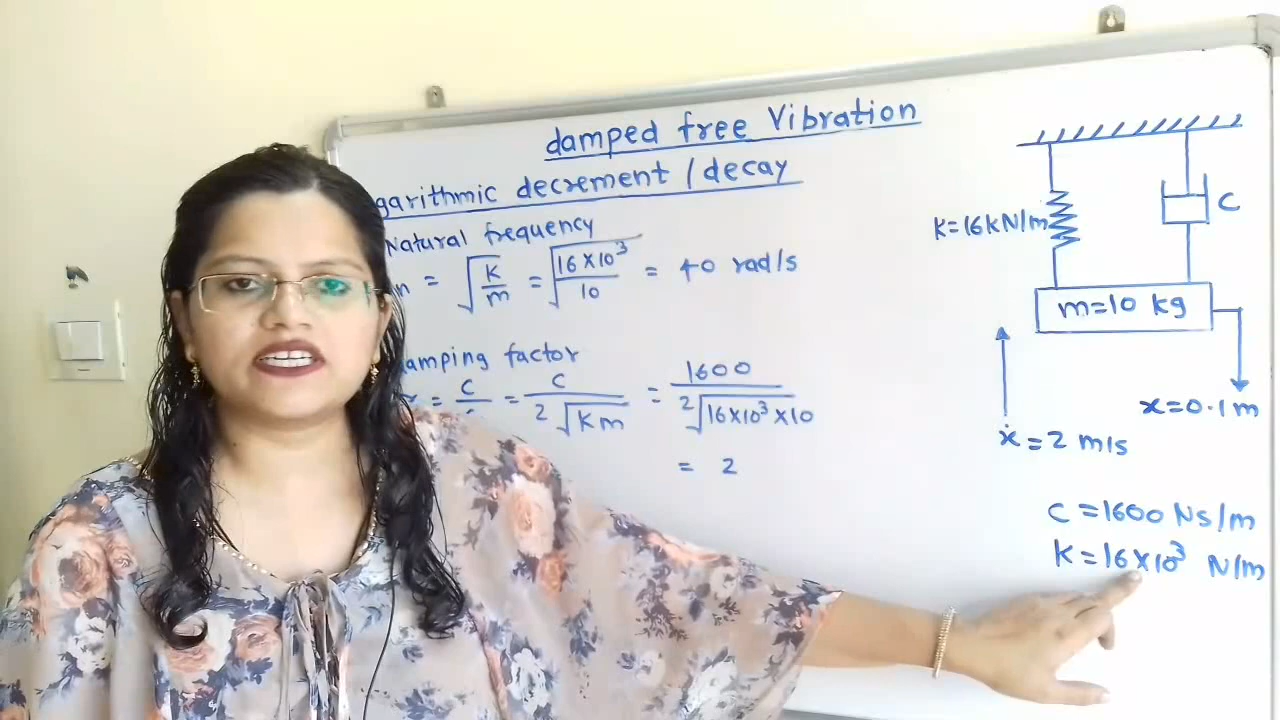 damped free Vibration
garithmic decrement / decay
Natural frequency
n = √k/m = √16×10³/10 = 40 rad/s
amping factor
= c/ = c/2√km = 1600/2√16×10³×10
= 2
K=16kN/m
C
m=10 kg
x=0.1m
ẋ = 2 m/s
C = 1600 Ns/m
K = 16×10³ N/m